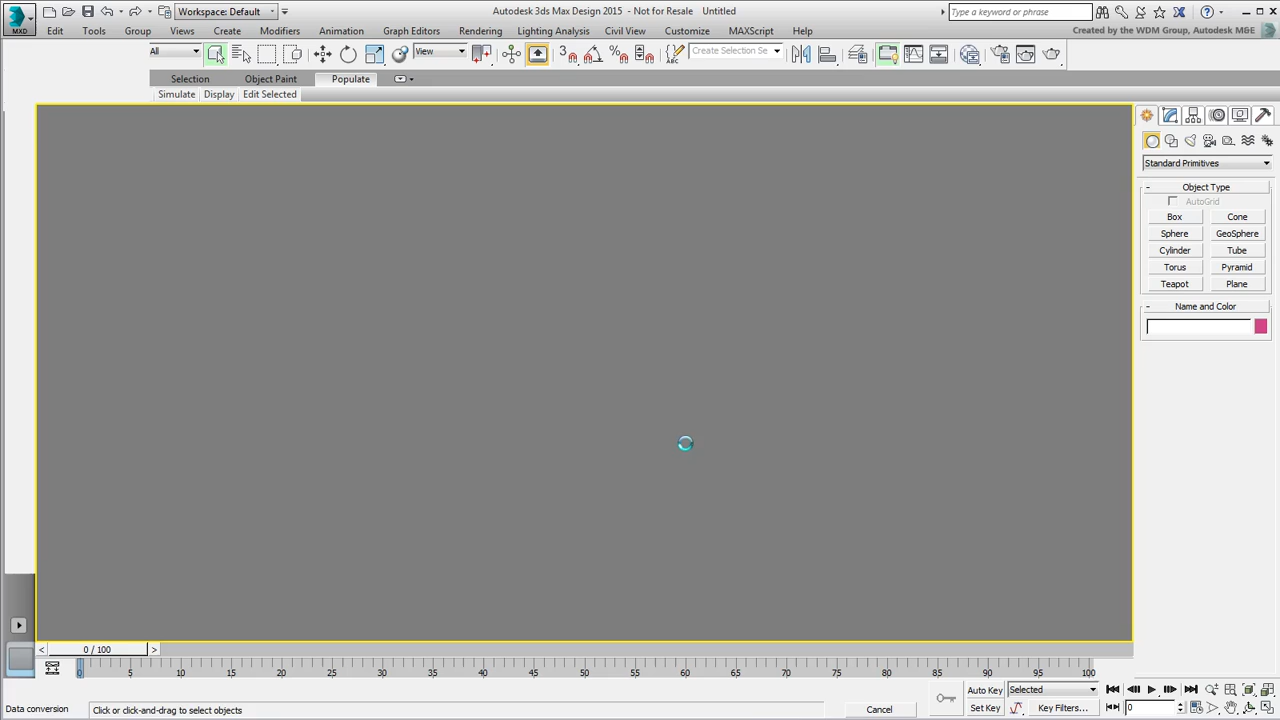 Workspace: Default
Autodesk 3ds Max Design 2015 - Not for Resale Untitled
Type a keyword or phrase
MXD
Edit Tools Group Views Create Modifiers Animation Graph Editors Rendering Lighting Analysis Civil View Customize MAXScript Help
Created by the WDM Group, Autodesk M&E
All
View
3
Create Selection Se
Selection Object Paint Populate
Simulate Display Edit Selected
Standard Primitives
- Object Type
AutoGrid
Box Cone
Sphere GeoSphere
Cylinder Tube
Torus Pyramid
Teapot Plane
- Name and Color
< 0 / 100 >
0 5 10 15 20 25 30 35 40 45 50 55 60 65 70 75 80 85 90 95 100
Auto Key Selected
Data conversion Click or click-and-drag to select objects Cancel Set Key Key Filters... 0